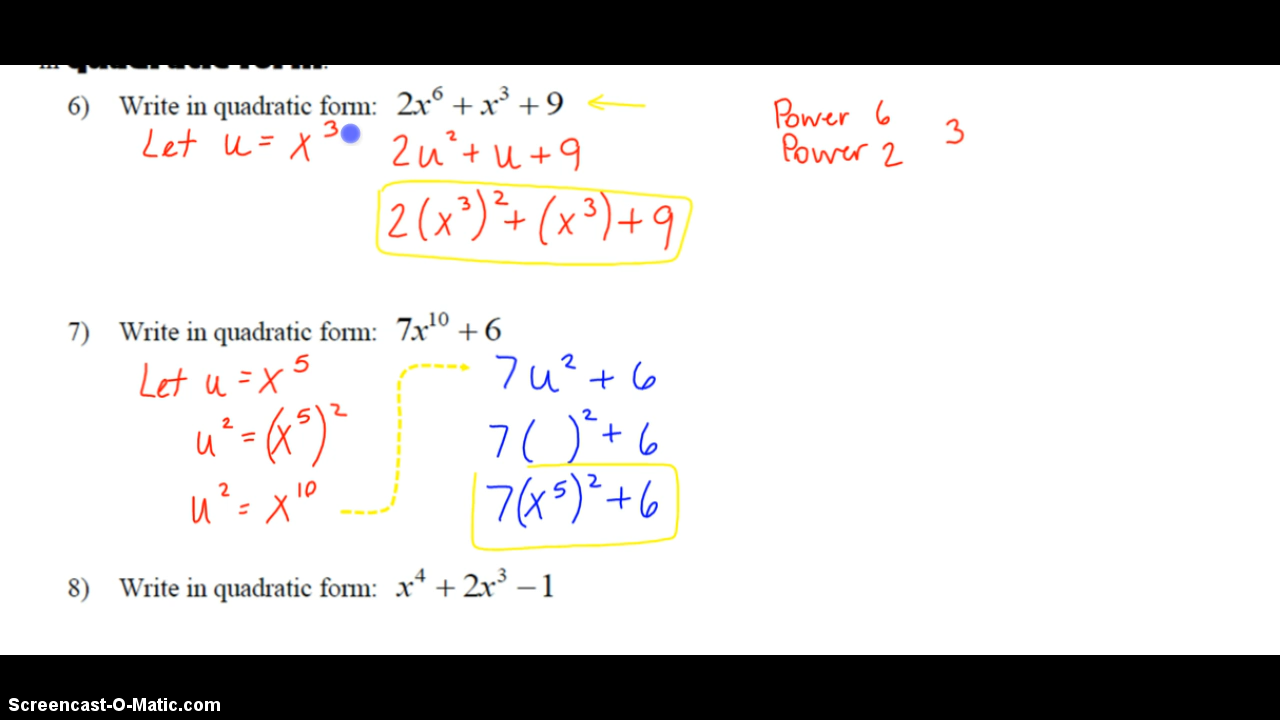 quadratic form.
6) Write in quadratic form: 2x⁶ + x³ + 9
Let u = x³
2u² + u + 9
2(x³)² + (x³) + 9
Power 6
Power 2
3
7) Write in quadratic form: 7x¹⁰ + 6
Let u = x⁵
u² = (x⁵)²
u² = x¹⁰
7u² + 6
7( )² + 6
7(x⁵)² + 6
8) Write in quadratic form: x⁴ + 2x³ − 1
Screencast-O-Matic.com